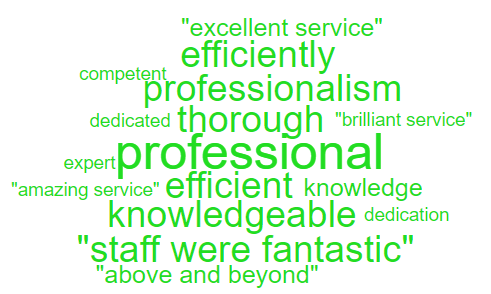 "excellent service"
efficiently
competent
professionalism
dedicated thorough "brilliant service"
expert professional
"amazing service" efficient knowledge
knowledgeable dedication
"staff were fantastic"
"above and beyond"